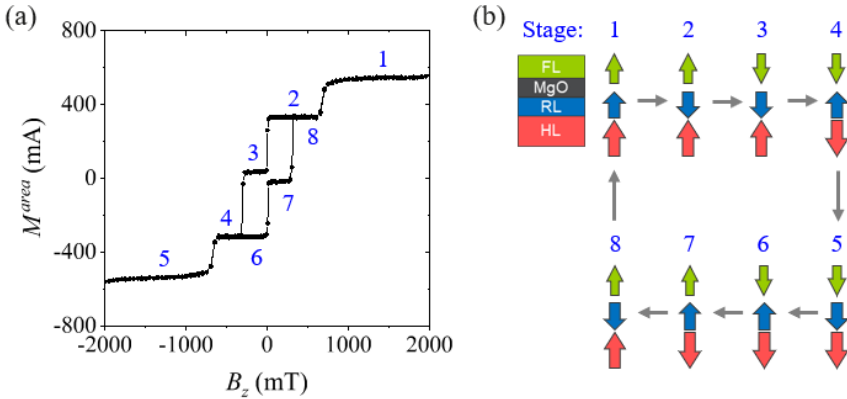 (a)
800
400
0
-400
-800
M^area (mA)
1
2
8
3
7
4
6
5
-2000 -1000 0 1000 2000
B_z (mT)
(b)
Stage: 1 2 3 4
FL
MgO
RL
HL
8 7 6 5